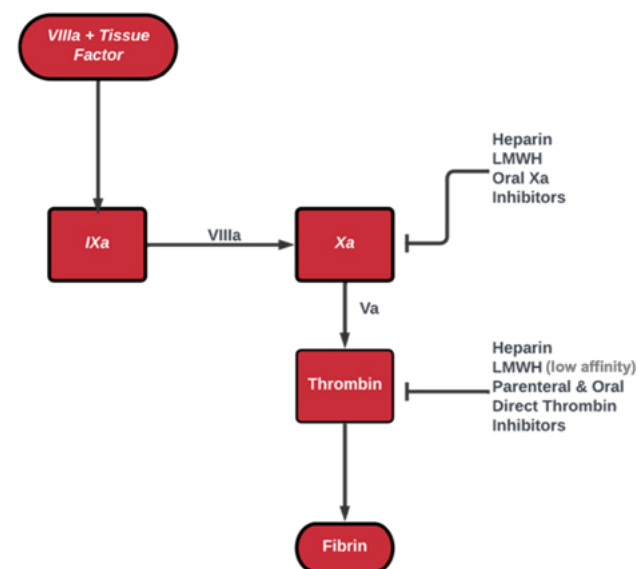 VIIIa + Tissue
Factor
Heparin
LMWH
Oral Xa
Inhibitors
IXa
VIIIa
Xa
Va
Thrombin
Heparin
LMWH (low affinity)
Parenteral & Oral
Direct Thrombin
Inhibitors
Fibrin